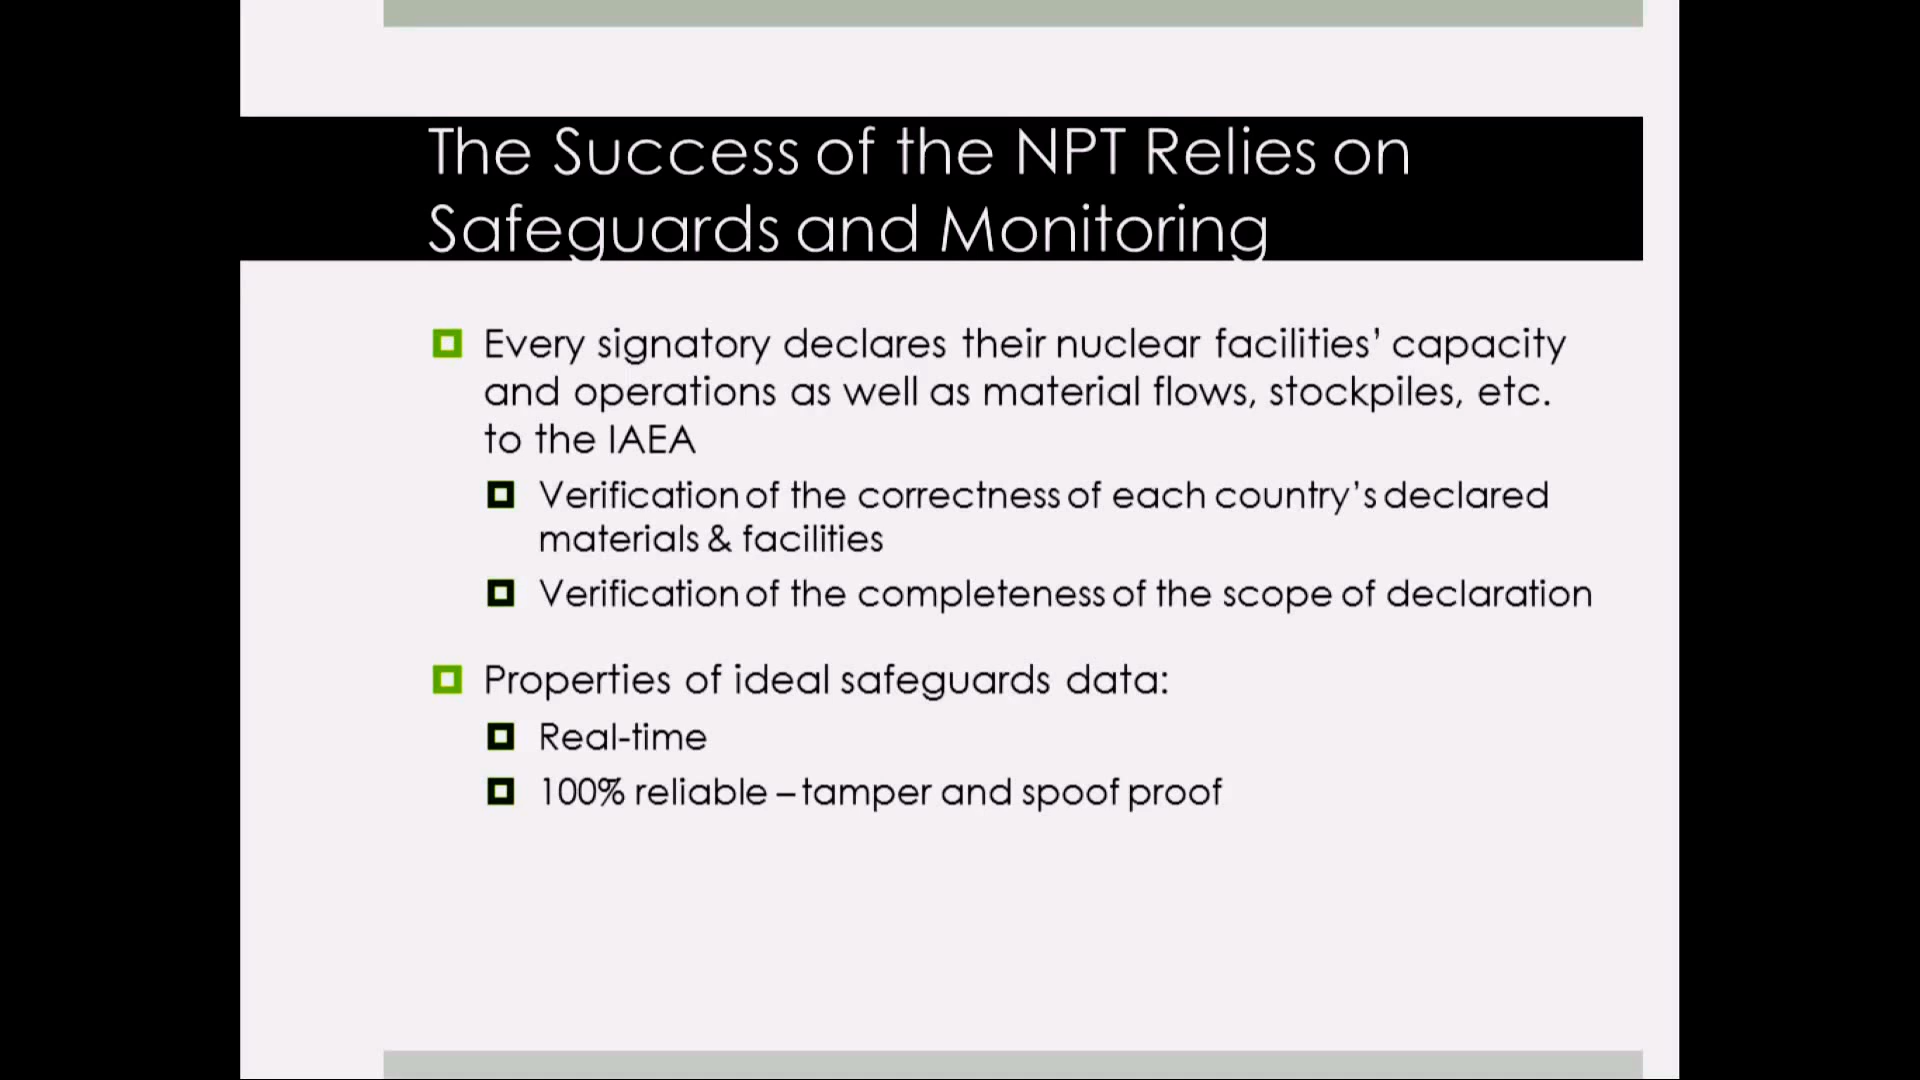 The Success of the NPT Relies on
Safeguards and Monitoring
Every signatory declares their nuclear facilities’ capacity
and operations as well as material flows, stockpiles, etc.
to the IAEA
Verification of the correctness of each country’s declared
materials & facilities
Verification of the completeness of the scope of declaration
Properties of ideal safeguards data:
Real-time
100% reliable – tamper and spoof proof